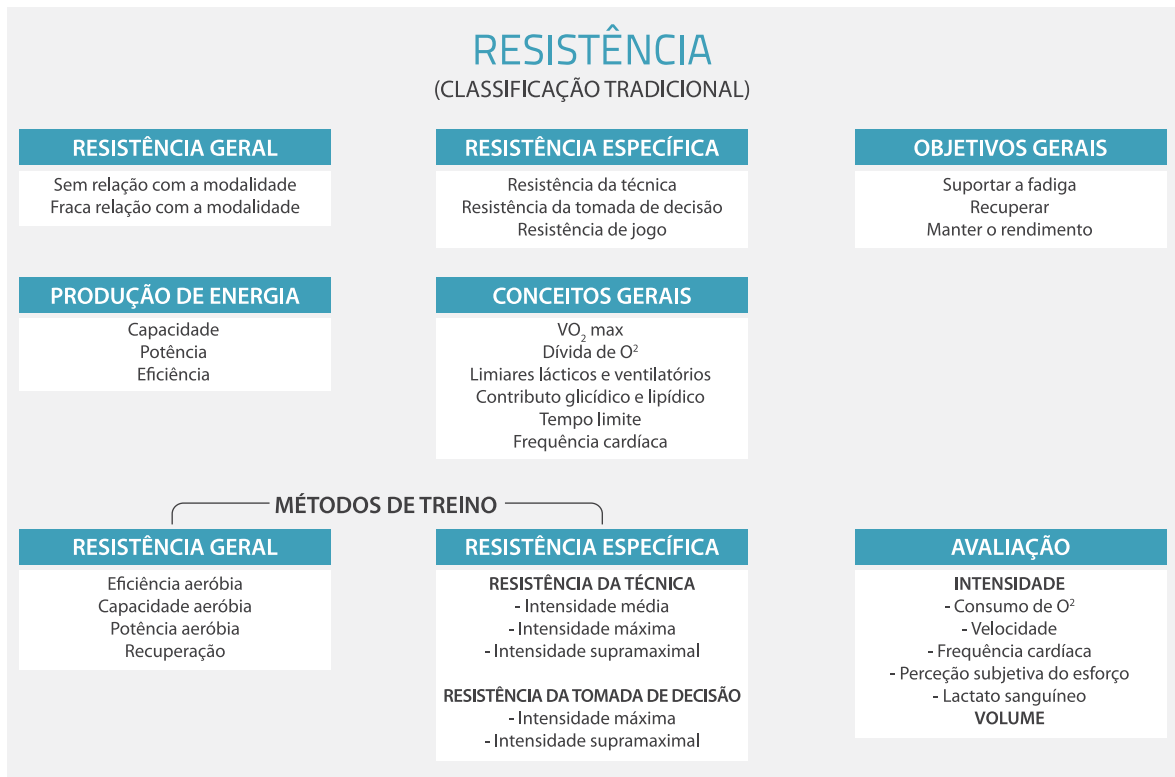 RESISTÊNCIA
(CLASSIFICAÇÃO TRADICIONAL)
RESISTÊNCIA GERAL
Sem relação com a modalidade
Fraca relação com a modalidade
RESISTÊNCIA ESPECÍFICA
Resistência da técnica
Resistência da tomada de decisão
Resistência de jogo
OBJETIVOS GERAIS
Suportar a fadiga
Recuperar
Manter o rendimento
PRODUÇÃO DE ENERGIA
Capacidade
Potência
Eficiência
CONCEITOS GERAIS
VO₂ max
Dívida de O²
Limiares lácticos e ventilatórios
Contributo glicídico e lipídico
Tempo limite
Frequência cardíaca
MÉTODOS DE TREINO
RESISTÊNCIA GERAL
Eficiência aeróbia
Capacidade aeróbia
Potência aeróbia
Recuperação
RESISTÊNCIA ESPECÍFICA
RESISTÊNCIA DA TÉCNICA
- Intensidade média
- Intensidade máxima
- Intensidade supramaximal
RESISTÊNCIA DA TOMADA DE DECISÃO
- Intensidade máxima
- Intensidade supramaximal
AVALIAÇÃO
INTENSIDADE
- Consumo de O²
- Velocidade
- Frequência cardíaca
- Perceção subjetiva do esforço
- Lactato sanguíneo
VOLUME